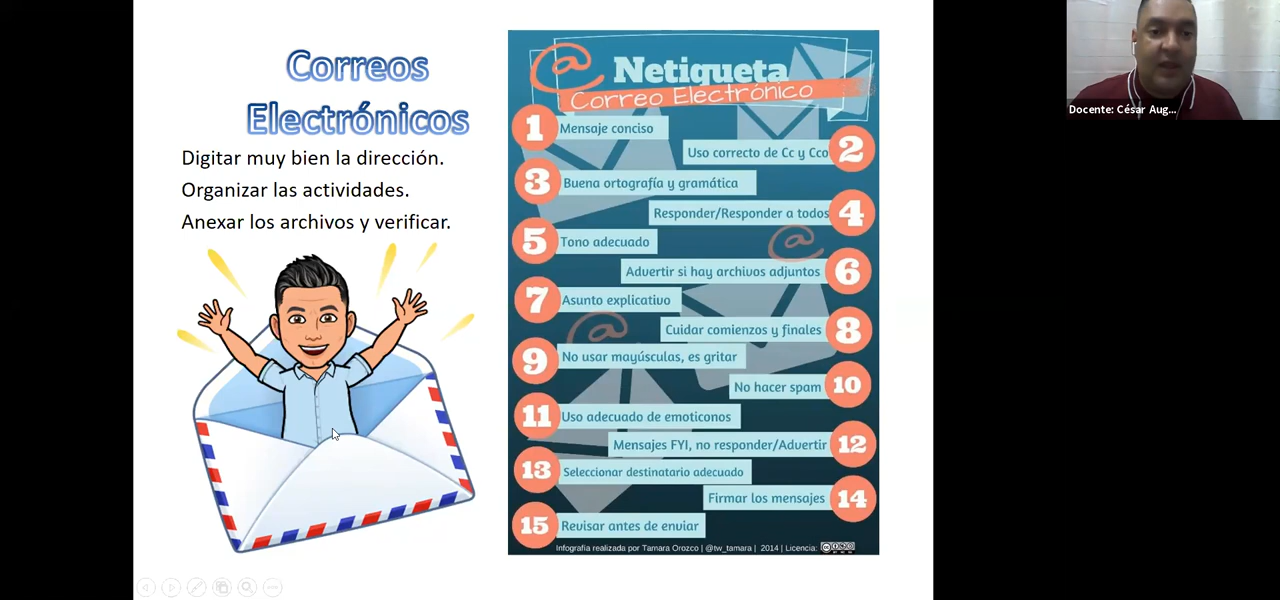 Correos
Electrónicos
Digitar muy bien la dirección.
Organizar las actividades.
Anexar los archivos y verificar.
@ Netiqueta
Correo Electrónico
1 Mensaje conciso
Uso correcto de Cc y Cco 2
3 Buena ortografía y gramática
Responder/Responder a todos 4
5 Tono adecuado
@
Advertir si hay archivos adjuntos 6
7 Asunto explicativo
@
Cuidar comienzos y finales 8
9 No usar mayúsculas, es gritar
No hacer spam 10
11 Uso adecuado de emoticonos
Mensajes FYI, no responder/Advertir 12
13 Seleccionar destinatario adecuado
Firmar los mensajes 14
15 Revisar antes de enviar
Infografía realizada por Tamara Orozco | @tw_tamara | 2014 | Licencia:
Docente: César Aug...